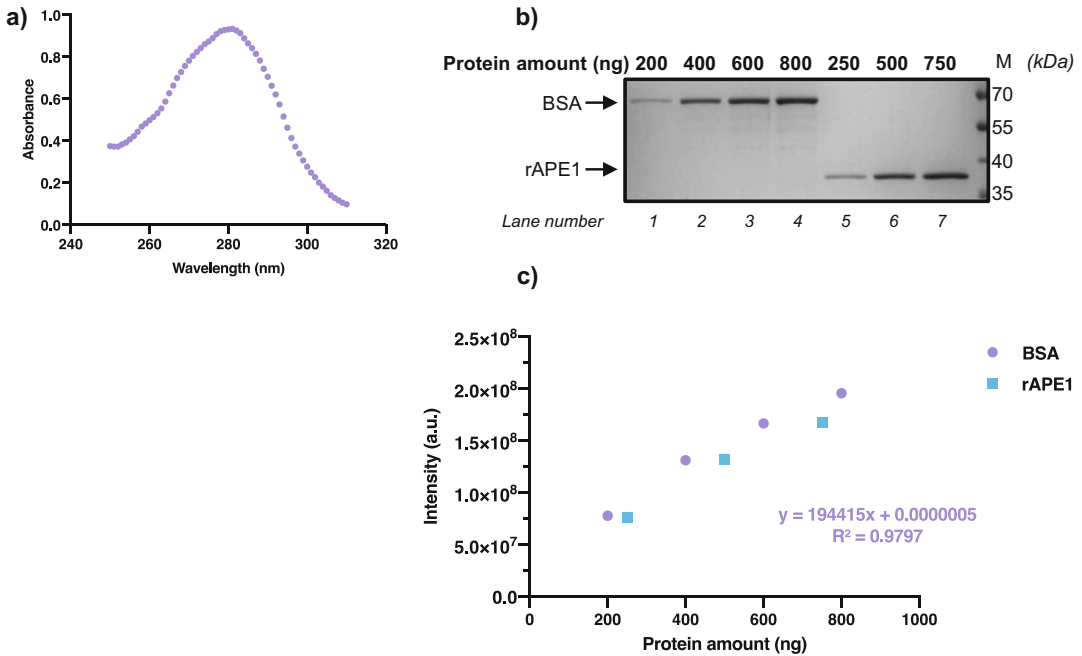 a)
1.0
0.8
0.6
0.4
0.2
0.0
240 260 280 300 320
Absorbance
Wavelength (nm)
b)
Protein amount (ng) 200 400 600 800 250 500 750 M (kDa)
BSA
rAPE1
70
55
40
35
Lane number 1 2 3 4 5 6 7
c)
2.5×10⁸
2.0×10⁸
1.5×10⁸
1.0×10⁸
5.0×10⁷
0.0
0 200 400 600 800 1000
Intensity (a.u.)
Protein amount (ng)
BSA
rAPE1
y = 194415x + 0.0000005
R² = 0.9797